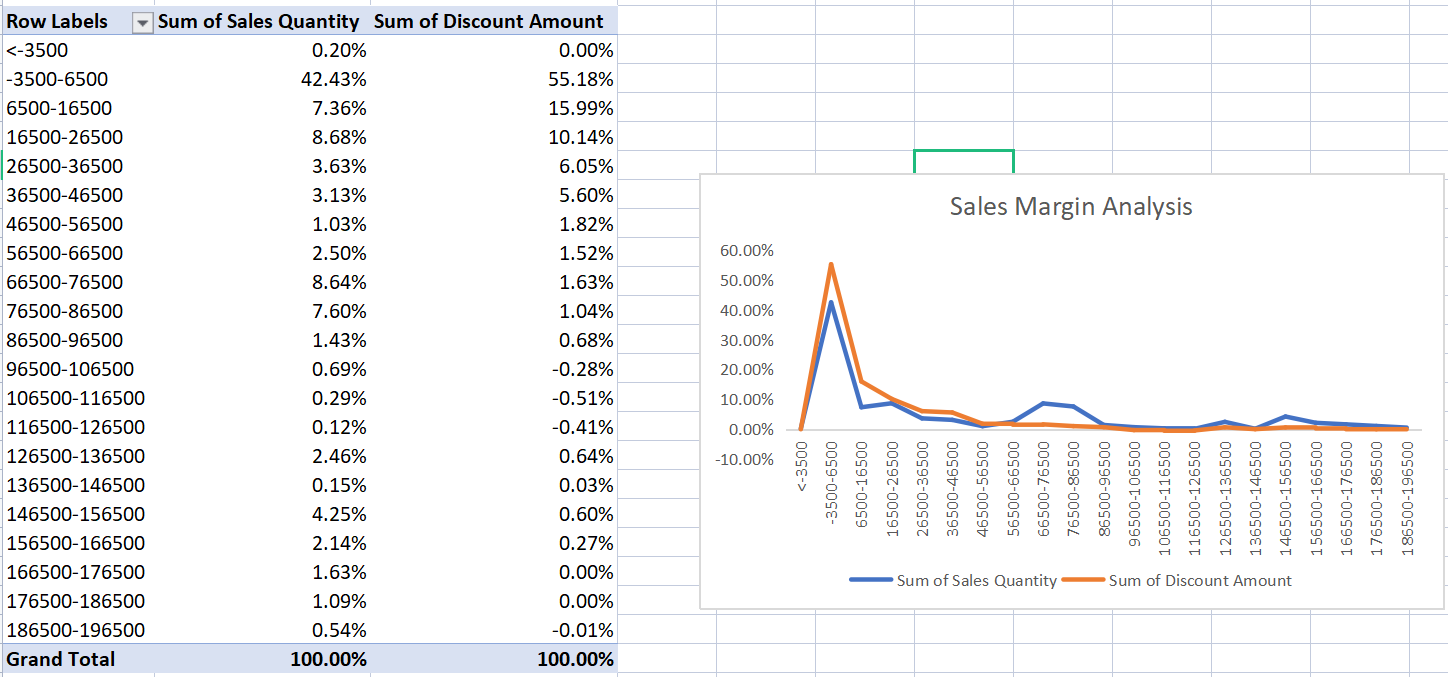 Row Labels Sum of Sales Quantity Sum of Discount Amount
<-3500 0.20% 0.00%
-3500-6500 42.43% 55.18%
6500-16500 7.36% 15.99%
16500-26500 8.68% 10.14%
26500-36500 3.63% 6.05%
36500-46500 3.13% 5.60%
46500-56500 1.03% 1.82%
56500-66500 2.50% 1.52%
66500-76500 8.64% 1.63%
76500-86500 7.60% 1.04%
86500-96500 1.43% 0.68%
96500-106500 0.69% -0.28%
106500-116500 0.29% -0.51%
116500-126500 0.12% -0.41%
126500-136500 2.46% 0.64%
136500-146500 0.15% 0.03%
146500-156500 4.25% 0.60%
156500-166500 2.14% 0.27%
166500-176500 1.63% 0.00%
176500-186500 1.09% 0.00%
186500-196500 0.54% -0.01%
Grand Total 100.00% 100.00%
Sales Margin Analysis
60.00%
50.00%
40.00%
30.00%
20.00%
10.00%
0.00%
-10.00%
<-3500
-3500-6500
6500-16500
16500-26500
26500-36500
36500-46500
46500-56500
56500-66500
66500-76500
76500-86500
86500-96500
96500-106500
106500-116500
116500-126500
126500-136500
136500-146500
146500-156500
156500-166500
166500-176500
176500-186500
186500-196500
Sum of Sales Quantity Sum of Discount Amount